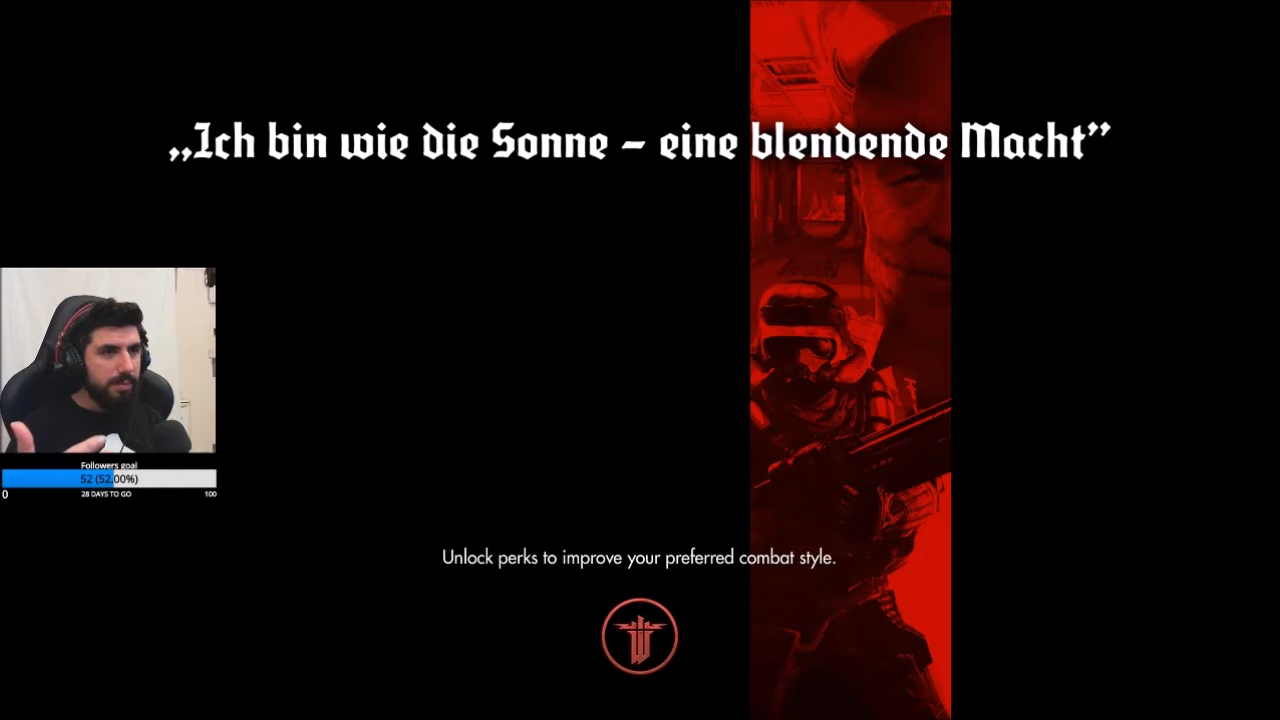 „Ich bin wie die Sonne – eine blendende Macht”
Followers goal
52 (52.00%)
0 28 DAYS TO GO 100
Unlock perks to improve your preferred combat style.